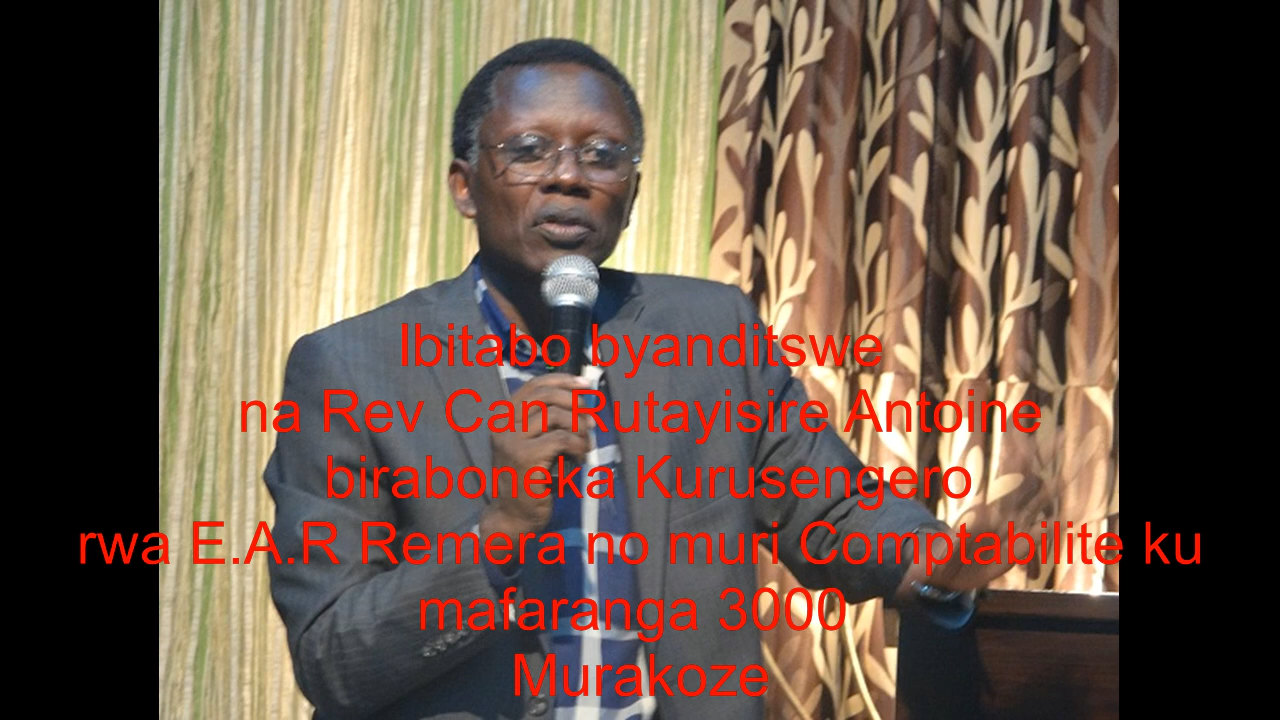 Ibitabo byanditswe
na Rev Can Rutayisire Antoine
biraboneka Kurusengero
rwa E.A.R Remera no muri Comptabilite ku
mafaranga 3000
Murakoze